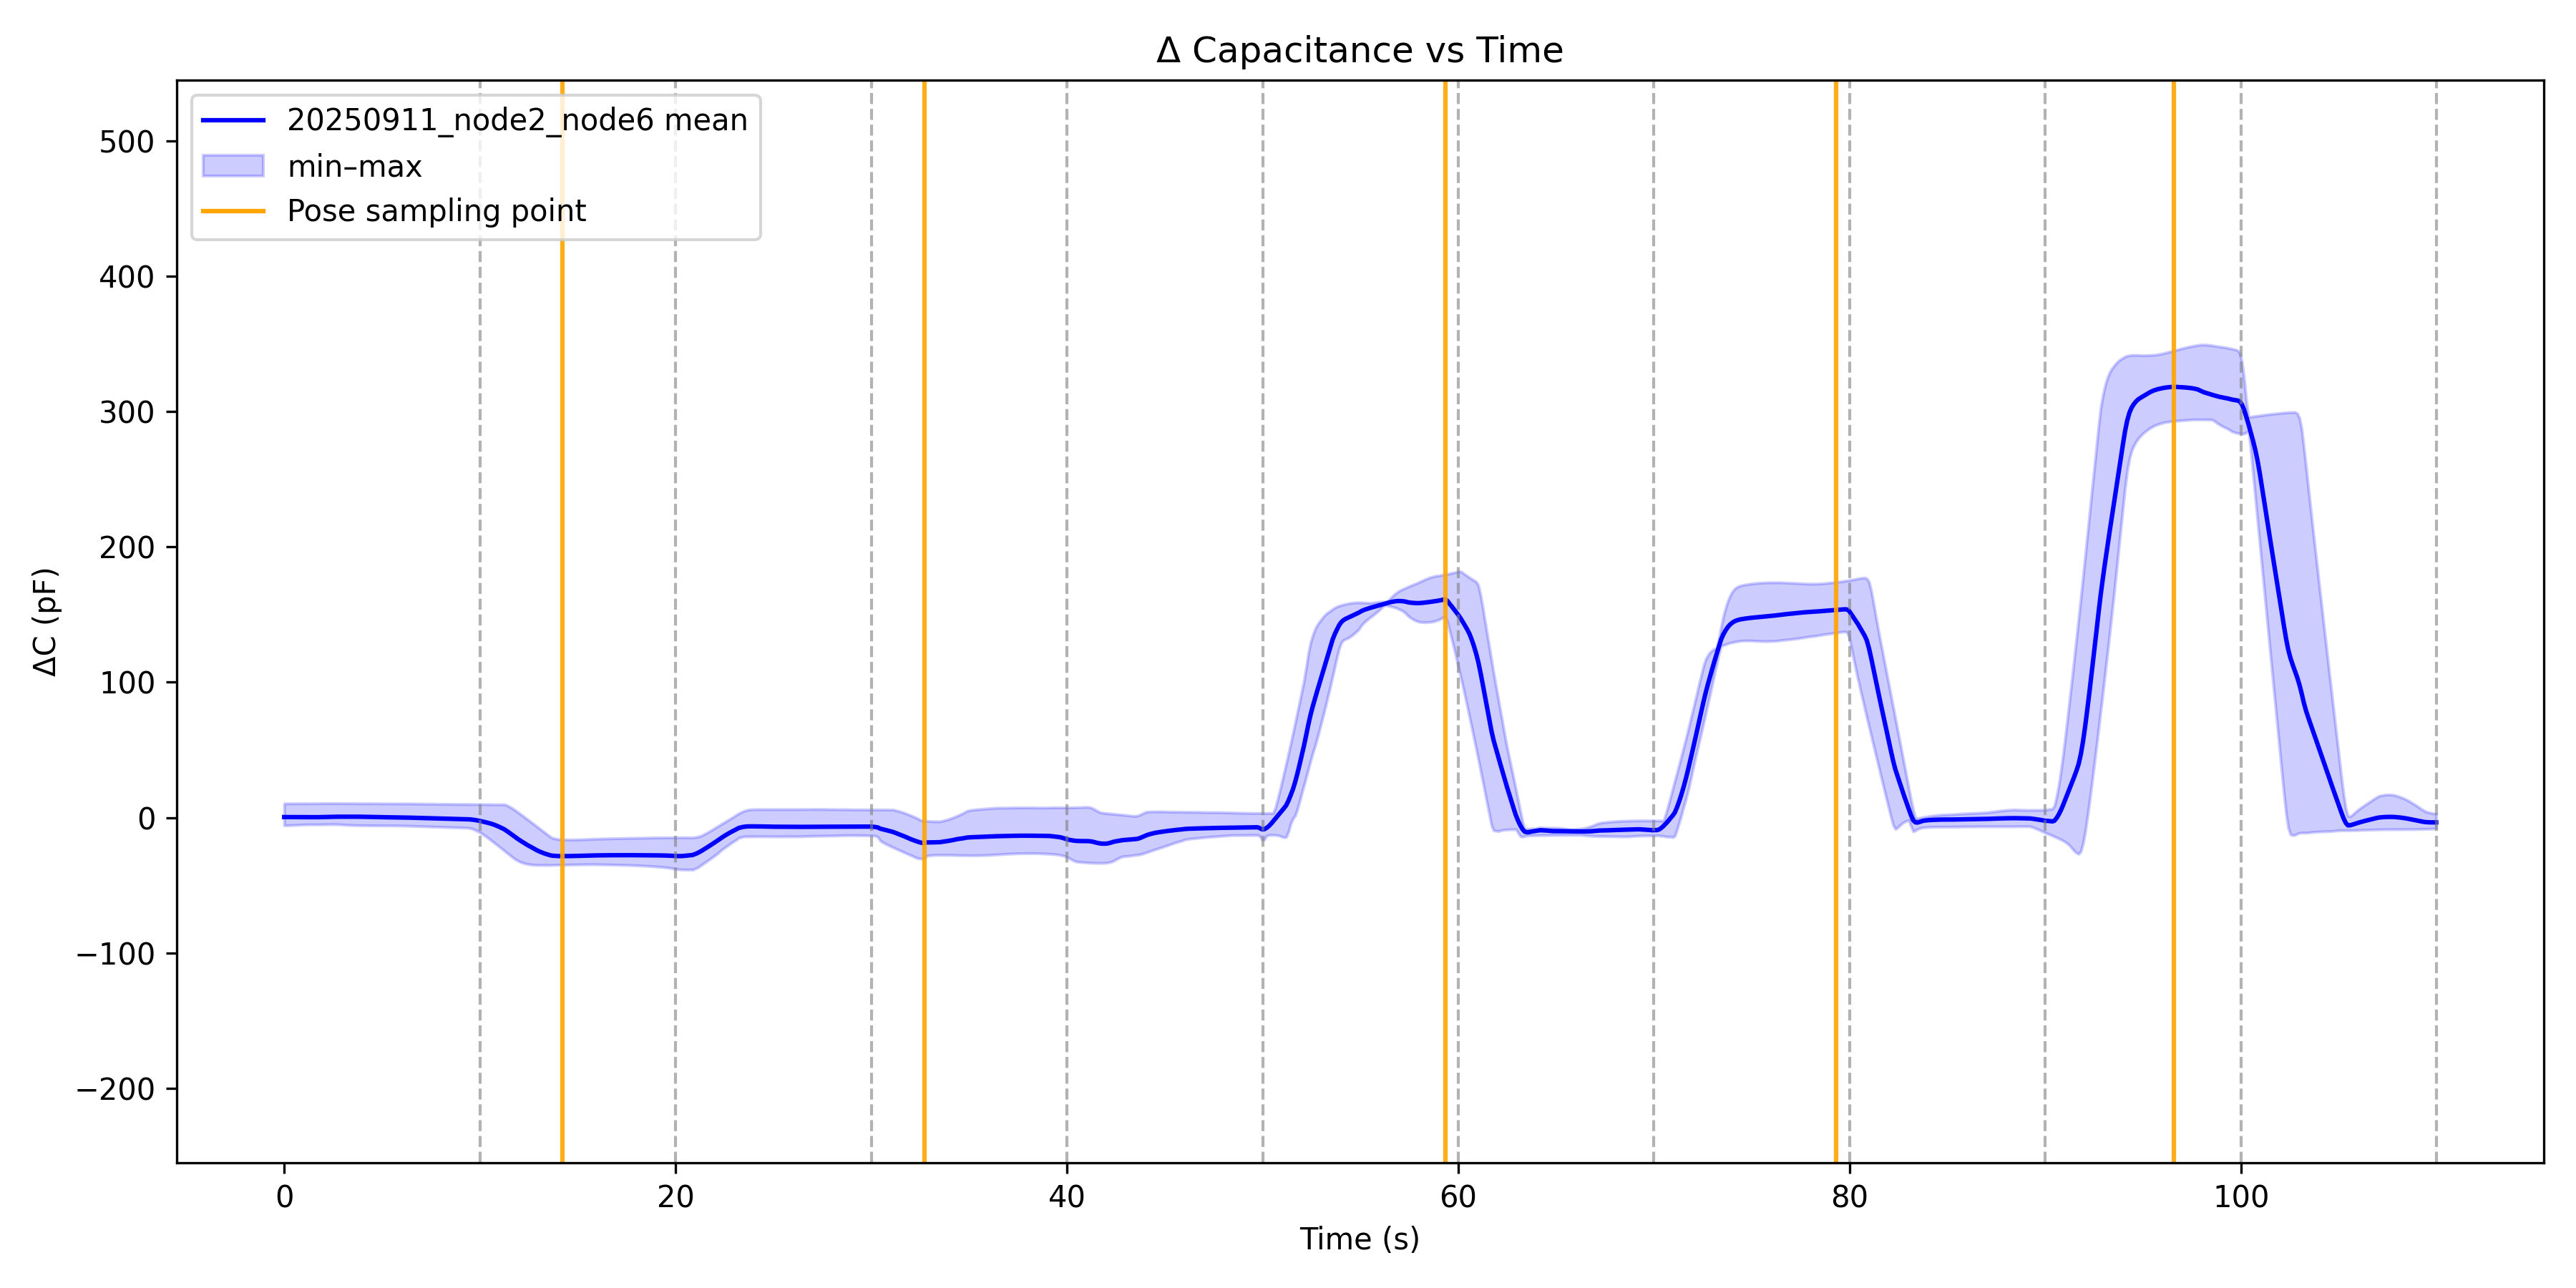 Δ Capacitance vs Time
20250911_node2_node6 mean
min–max
Pose sampling point
500
400
300
200
100
0
−100
−200
ΔC (pF)
0 20 40 60 80 100
Time (s)